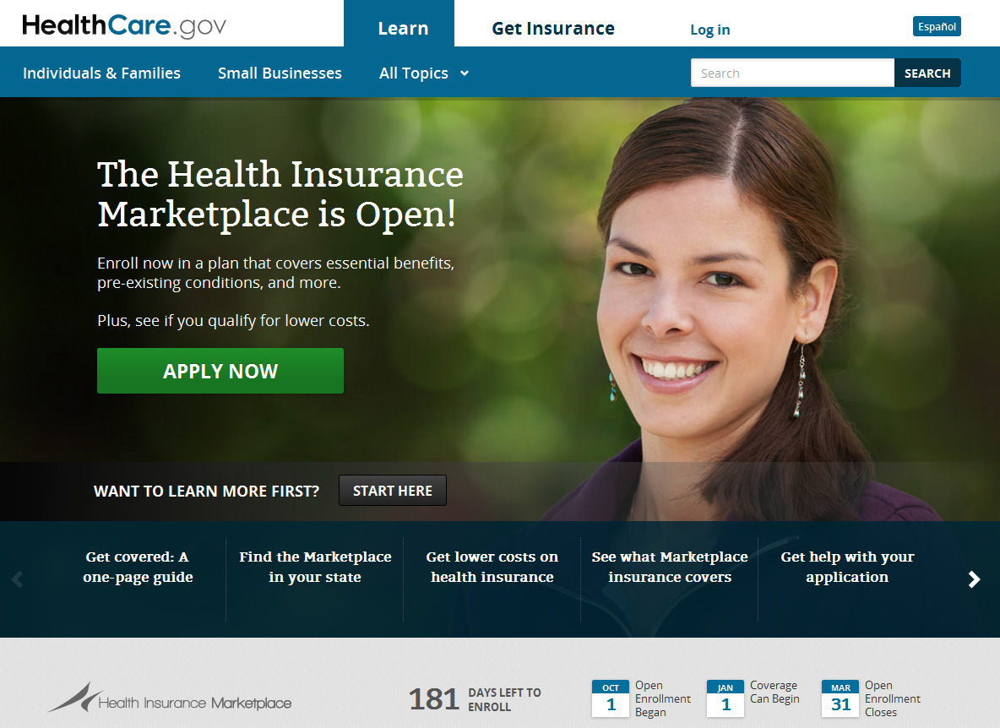 HealthCare.gov
Learn
Get Insurance
Log in
Español
Individuals & Families
Small Businesses
All Topics
Search
SEARCH
The Health Insurance
Marketplace is Open!
Enroll now in a plan that covers essential benefits,
pre-existing conditions, and more.
Plus, see if you qualify for lower costs.
APPLY NOW
WANT TO LEARN MORE FIRST?
START HERE
Get covered: A
one-page guide
Find the Marketplace
in your state
Get lower costs on
health insurance
See what Marketplace
insurance covers
Get help with your
application
Health Insurance Marketplace
181
DAYS LEFT TO
ENROLL
OCT
1
Open
Enrollment
Began
JAN
1
Coverage
Can Begin
MAR
31
Open
Enrollment
Closes